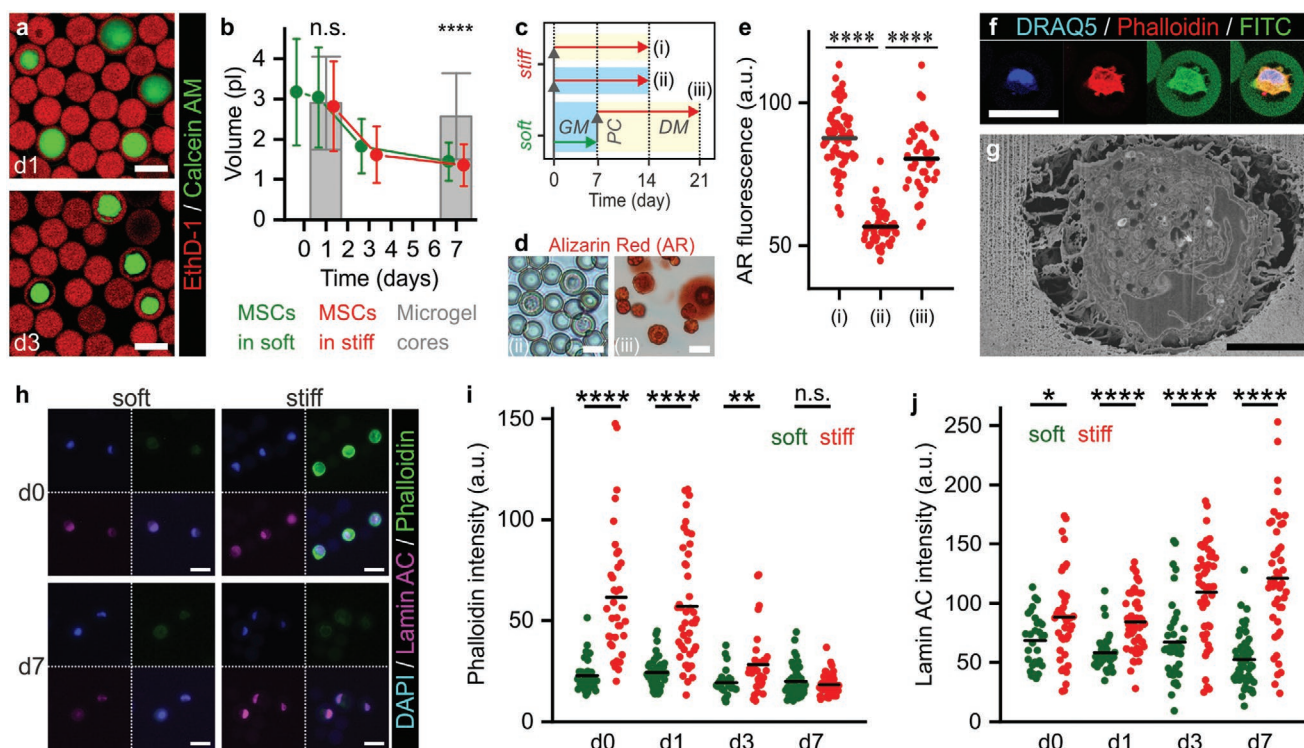 a
d1
d3
EthD-1 / Calcein AM
b
n.s.
****
Volume (pl)
5
4
3
2
1
0
0 1 2 3 4 5 6 7
Time (days)
MSCs in soft
MSCs in stiff
Microgel cores
c
stiff
soft
(i)
(ii)
(iii)
GM
PC
DM
0 7 14 21
Time (day)
d
Alizarin Red (AR)
(ii)
(iii)
e
**** ****
AR fluorescence (a.u.)
100
50
(i) (ii) (iii)
f
DRAQ5 / Phalloidin / FITC
g
h
soft stiff
d0
d7
DAPI / Lamin AC / Phalloidin
i
**** **** ** n.s.
soft stiff
Phalloidin intensity (a.u.)
150
100
50
0
d0 d1 d3 d7
j
* **** **** ****
soft stiff
Lamin AC intensity (a.u.)
250
200
150
100
50
0
d0 d1 d3 d7